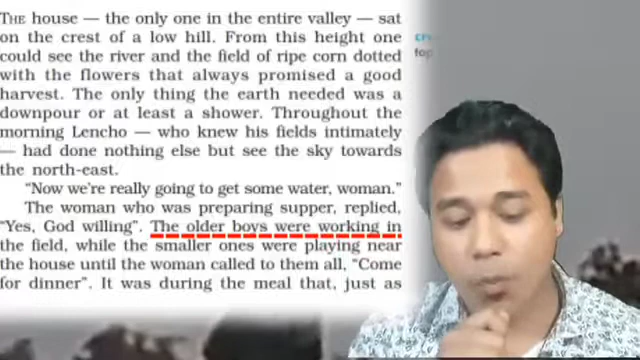 THE house — the only one in the entire valley — sat
on the crest of a low hill. From this height one
could see the river and the field of ripe corn dotted
with the flowers that always promised a good
harvest. The only thing the earth needed was a
downpour or at least a shower. Throughout the
morning Lencho — who knew his fields intimately
— had done nothing else but see the sky towards
the north-east.
“Now we're really going to get some water, woman.”
The woman who was preparing supper, replied,
“Yes, God willing”. The older boys were working in
the field, while the smaller ones were playing near
the house until the woman called to them all, “Come
for dinner”. It was during the meal that, just as
top